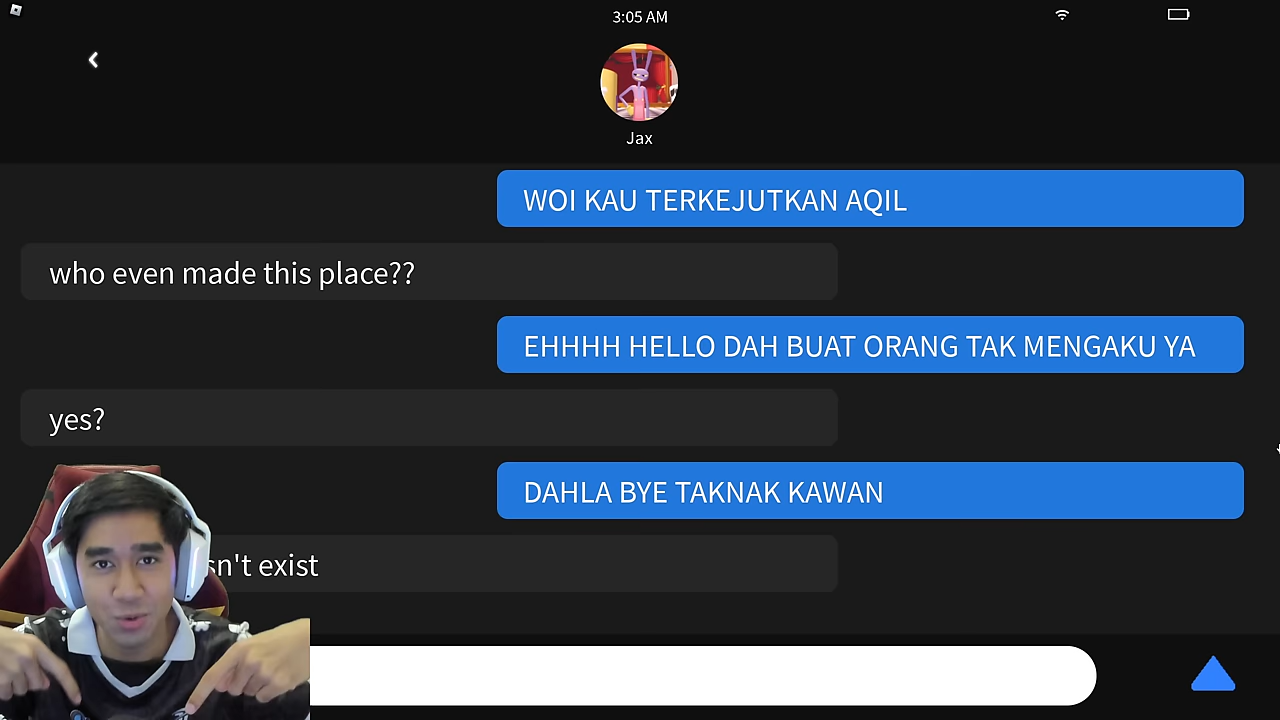 3:05 AM
Jax
WOI KAU TERKEJUTKAN AQIL
who even made this place??
EHHHH HELLO DAH BUAT ORANG TAK MENGAKU YA
yes?
DAHLA BYE TAKNAK KAWAN
exist